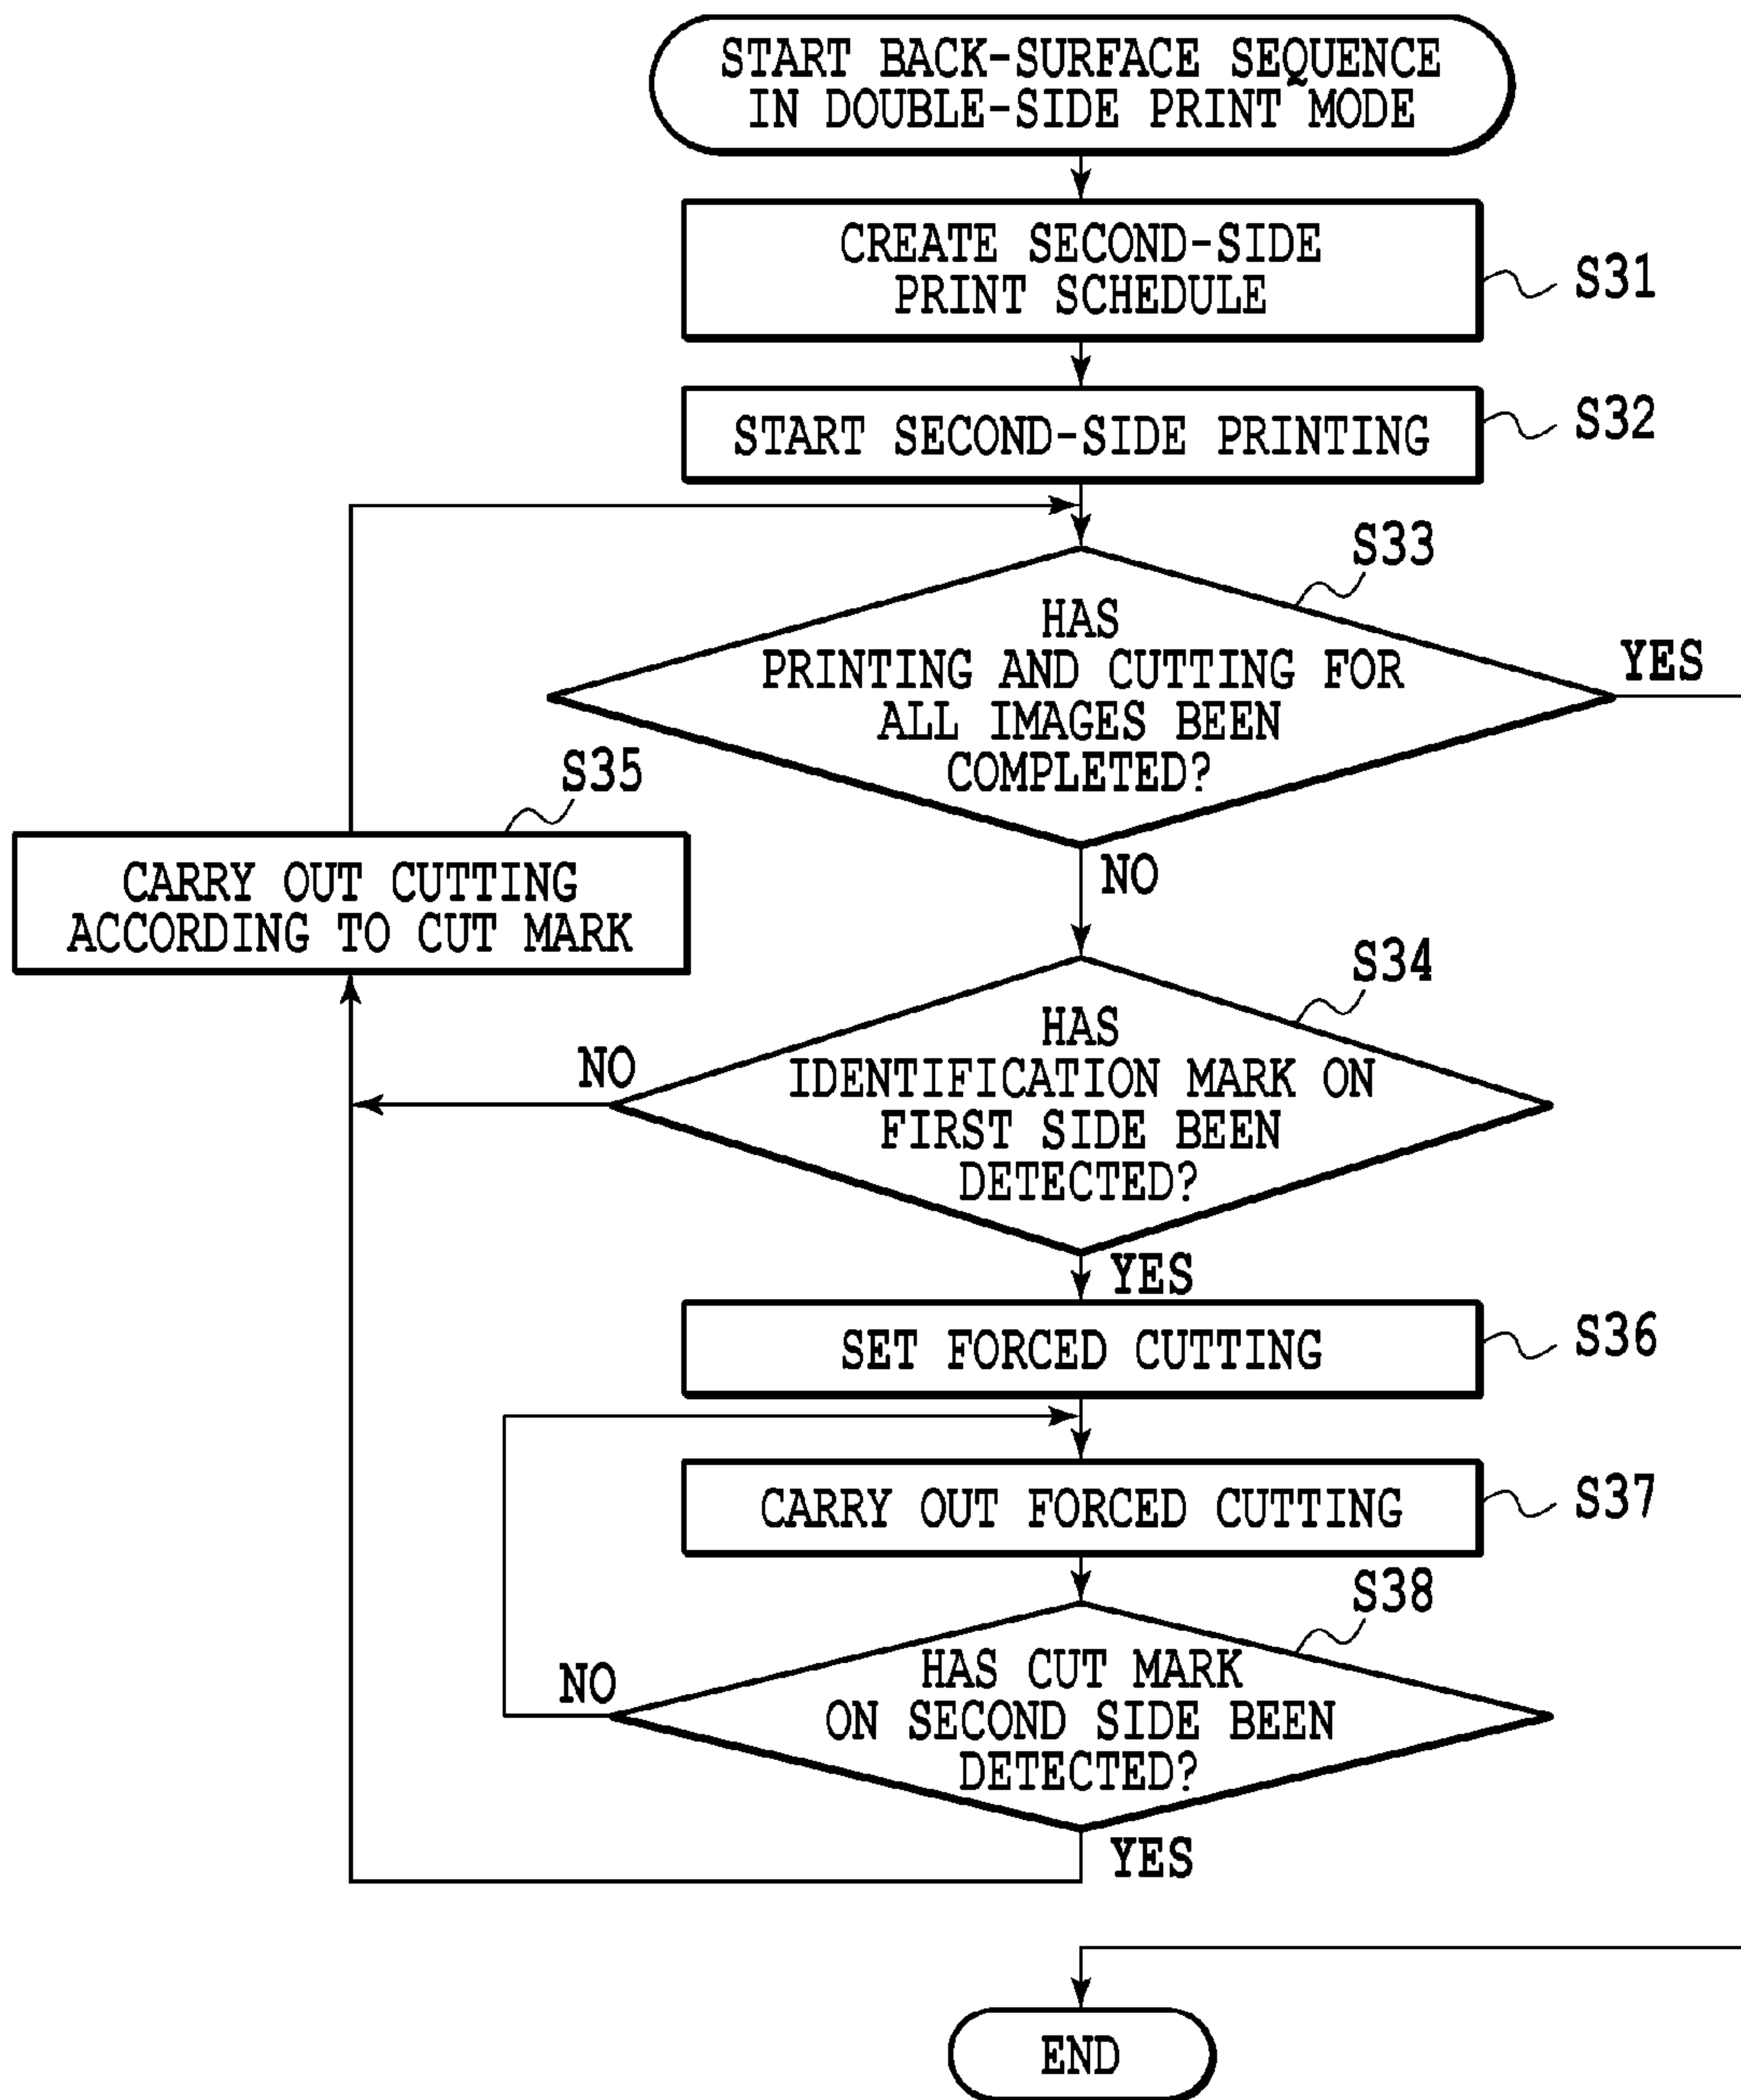 START BACK-SURFACE SEQUENCE
IN DOUBLE-SIDE PRINT MODE
CREATE SECOND-SIDE
PRINT SCHEDULE
S31
START SECOND-SIDE PRINTING
S32
S33
HAS
PRINTING AND CUTTING FOR
ALL IMAGES BEEN
COMPLETED?
YES
NO
S35
CARRY OUT CUTTING
ACCORDING TO CUT MARK
S34
HAS
IDENTIFICATION MARK ON
FIRST SIDE BEEN
DETECTED?
NO
YES
SET FORCED CUTTING
S36
CARRY OUT FORCED CUTTING
S37
S38
HAS CUT MARK
ON SECOND SIDE BEEN
DETECTED?
NO
YES
END